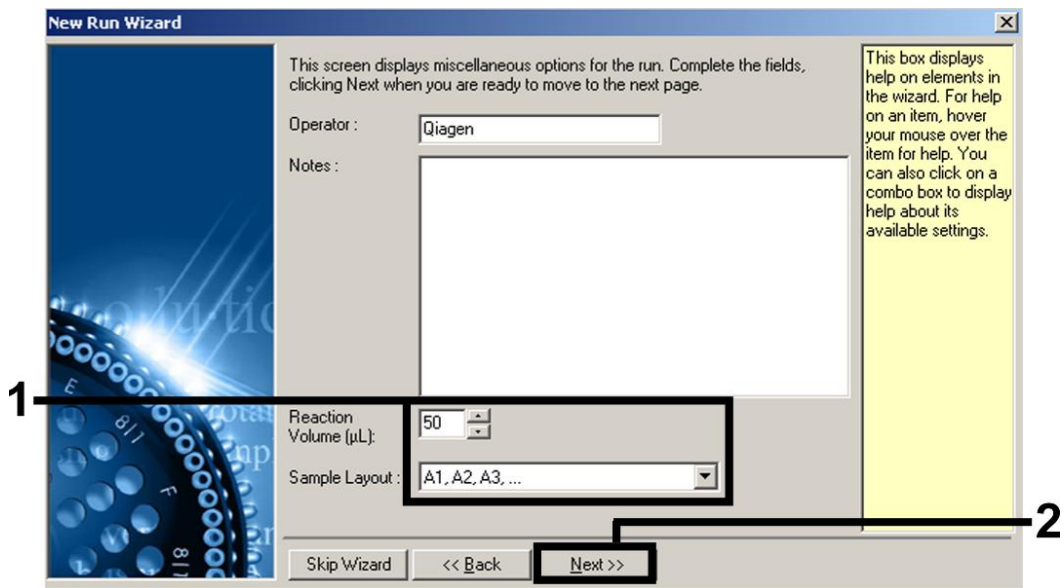 New Run Wizard
This screen displays miscellaneous options for the run. Complete the fields,
clicking Next when you are ready to move to the next page.
Operator :
Qiagen
Notes :
Reaction
Volume (μL):
50
Sample Layout :
A1, A2, A3, ...
Skip Wizard
<< Back
Next >>
This box displays
help on elements in
the wizard. For help
on an item, hover
your mouse over the
item for help. You
can also click on a
combo box to display
help about its
available settings.
1
2
E
8/1
F
8/1